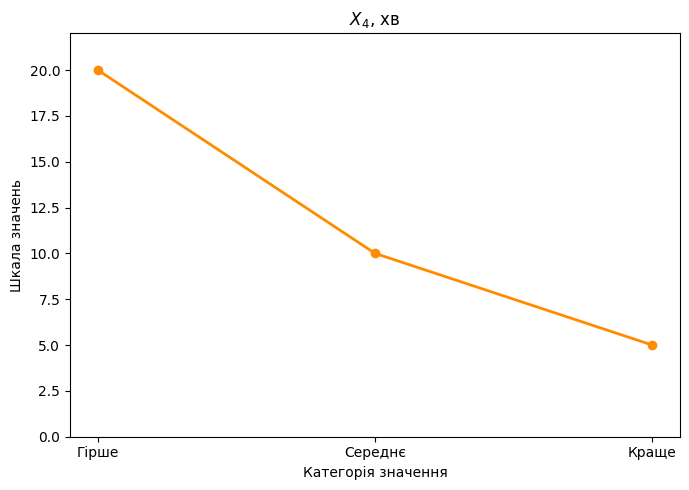 X₄, хв
Шкала значень
20.0
17.5
15.0
12.5
10.0
7.5
5.0
2.5
0.0
Гірше Середнє Краще
Категорія значення